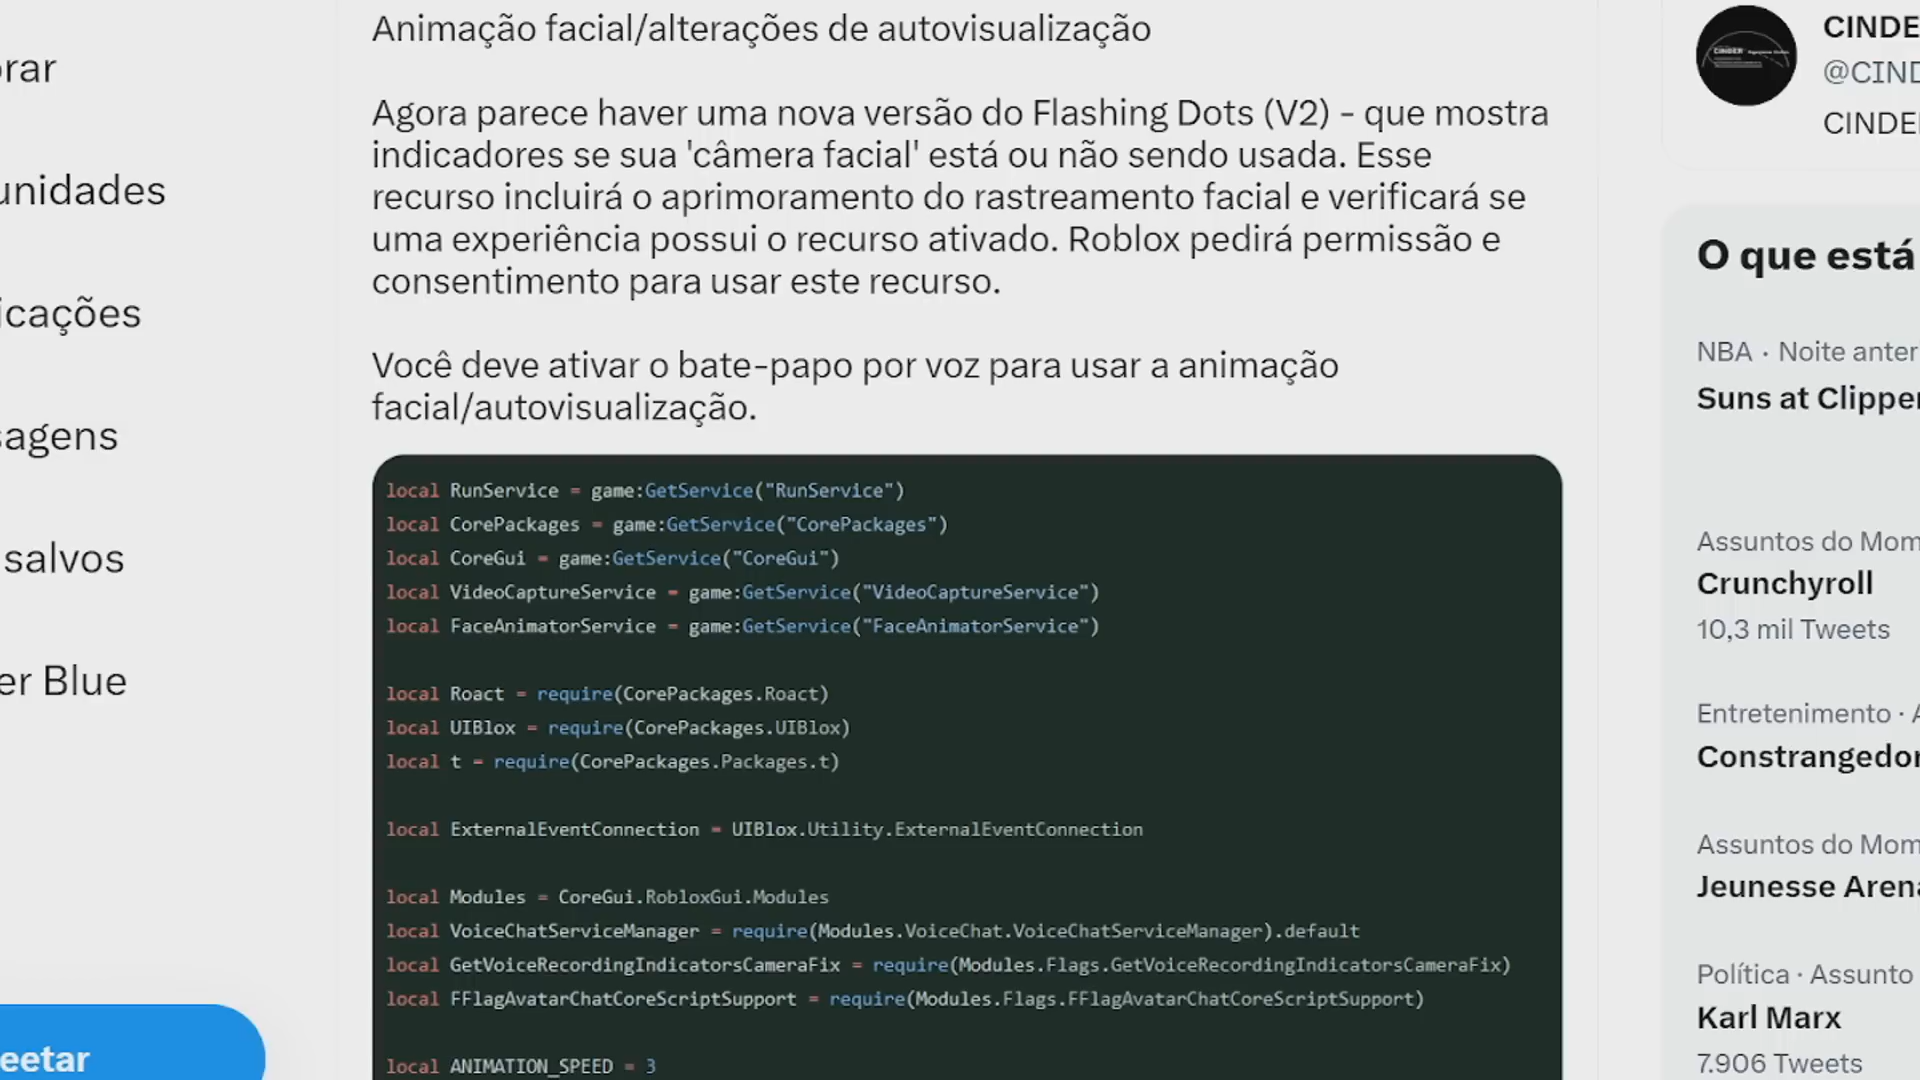 orar
unidades
icações
sagens
salvos
er Blue
eetar
Animação facial/alterações de autovisualização
Agora parece haver uma nova versão do Flashing Dots (V2) - que mostra
indicadores se sua 'câmera facial' está ou não sendo usada. Esse
recurso incluirá o aprimoramento do rastreamento facial e verificará se
uma experiência possui o recurso ativado. Roblox pedirá permissão e
consentimento para usar este recurso.
Você deve ativar o bate-papo por voz para usar a animação
facial/autovisualização.
local RunService = game:GetService("RunService")
local CorePackages = game:GetService("CorePackages")
local CoreGui = game:GetService("CoreGui")
local VideoCaptureService = game:GetService("VideoCaptureService")
local FaceAnimatorService = game:GetService("FaceAnimatorService")
local Roact = require(CorePackages.Roact)
local UIBlox = require(CorePackages.UIBlox)
local t = require(CorePackages.Packages.t)
local ExternalEventConnection = UIBlox.Utility.ExternalEventConnection
local Modules = CoreGui.RobloxGui.Modules
local VoiceChatServiceManager = require(Modules.VoiceChat.VoiceChatServiceManager).default
local GetVoiceRecordingIndicatorsCameraFix = require(Modules.Flags.GetVoiceRecordingIndicatorsCameraFix)
local FFlagAvatarChatCoreScriptSupport = require(Modules.Flags.FFlagAvatarChatCoreScriptSupport)
local ANIMATION_SPEED = 3
CINDE
@CIND
CINDE
O que está
NBA · Noite anter
Suns at Clipper
Assuntos do Mom
Crunchyroll
10,3 mil Tweets
Entretenimento · A
Constrangedor
Assuntos do Mom
Jeunesse Arena
Política · Assunto
Karl Marx
7.906 Tweets